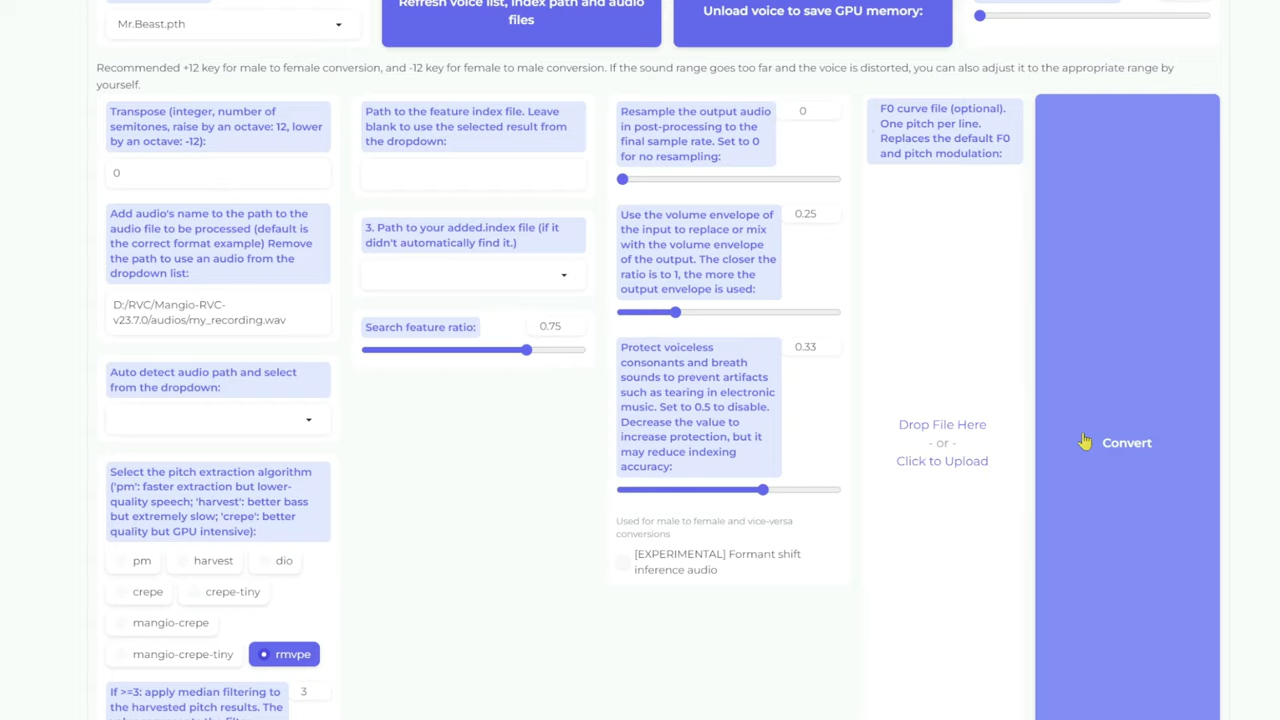 Mr.Beast.pth
Refresh voice list, index path and audio
files
Unload voice to save GPU memory:
Recommended +12 key for male to female conversion, and -12 key for female to male conversion. If the sound range goes too far and the voice is distorted, you can also adjust it to the appropriate range by
yourself.
Transpose (integer, number of
semitones, raise by an octave: 12, lower
by an octave: -12):
0
Add audio's name to the path to the
audio file to be processed (default is
the correct format example) Remove
the path to use an audio from the
dropdown list:
D:/RVC/Mangio-RVC-
v23.7.0/audios/my_recording.wav
Auto detect audio path and select
from the dropdown:
Select the pitch extraction algorithm
('pm': faster extraction but lower-
quality speech; 'harvest': better bass
but extremely slow; 'crepe': better
quality but GPU intensive):
pm
harvest
dio
crepe
crepe-tiny
mangio-crepe
mangio-crepe-tiny
rmvpe
If >=3: apply median filtering to
the harvested pitch results. The
3
Path to the feature index file. Leave
blank to use the selected result from
the dropdown:
3. Path to your added.index file (if it
didn't automatically find it.)
Search feature ratio:
0.75
Resample the output audio
in post-processing to the
final sample rate. Set to 0
for no resampling:
0
Use the volume envelope of
the input to replace or mix
with the volume envelope
of the output. The closer the
ratio is to 1, the more the
output envelope is used:
0.25
Protect voiceless
consonants and breath
sounds to prevent artifacts
such as tearing in electronic
music. Set to 0.5 to disable.
Decrease the value to
increase protection, but it
may reduce indexing
accuracy:
0.33
Used for male to female and vice-versa
conversions
[EXPERIMENTAL] Formant shift
inference audio
F0 curve file (optional).
One pitch per line.
Replaces the default F0
and pitch modulation:
Drop File Here
- or -
Click to Upload
Convert